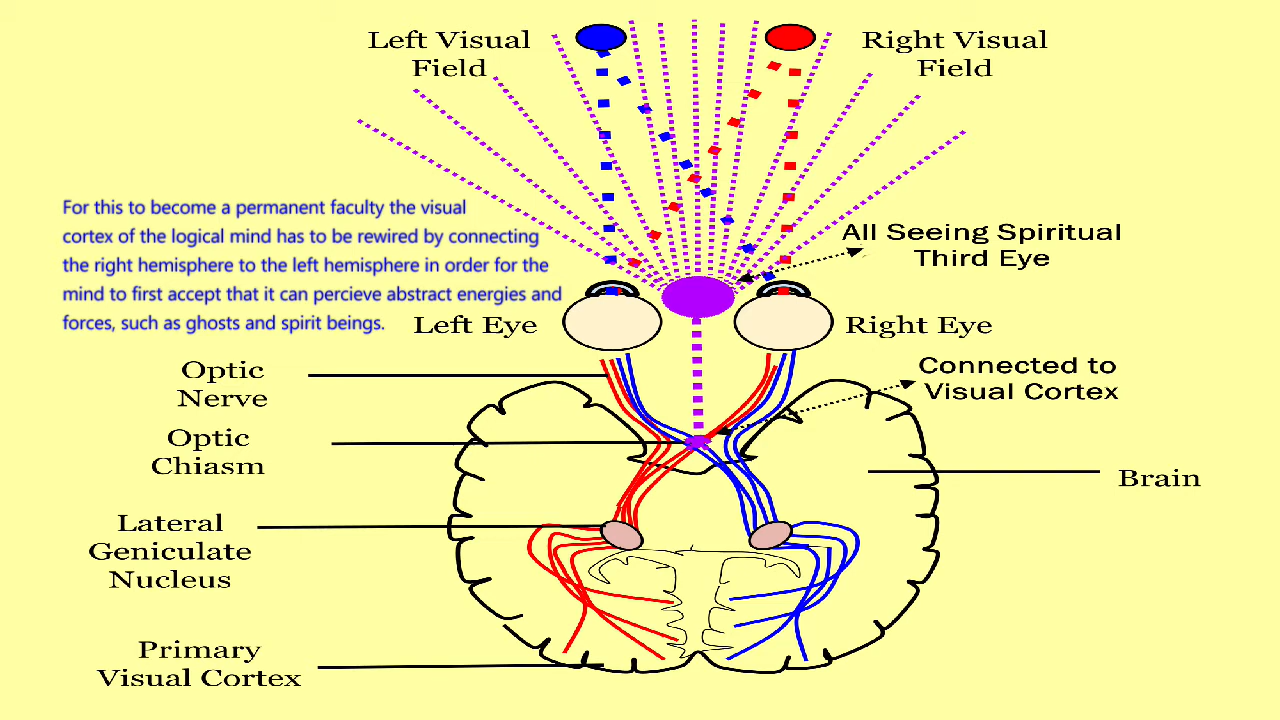 Left Visual
Field
Right Visual
Field
For this to become a permanent faculty the visual
cortex of the logical mind has to be rewired by connecting
the right hemisphere to the left hemisphere in order for the
mind to first accept that it can percieve abstract energies and
forces, such as ghosts and spirit beings.
All Seeing Spiritual
Third Eye
Left Eye
Right Eye
Optic
Nerve
Connected to
Visual Cortex
Optic
Chiasm
Brain
Lateral
Geniculate
Nucleus
Primary
Visual Cortex